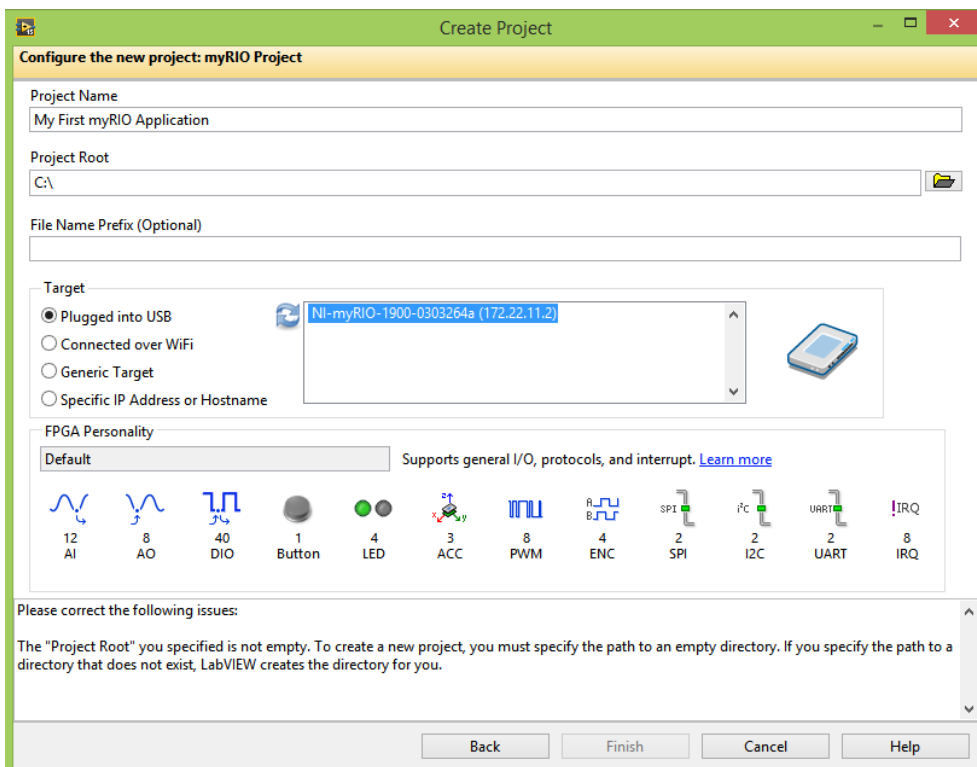 Create Project
Configure the new project: myRIO Project
Project Name
My First myRIO Application
Project Root
C:\
File Name Prefix (Optional)
Target
Plugged into USB
NI-myRIO-1900-0303264a (172.22.11.2)
Connected over WiFi
Generic Target
Specific IP Address or Hostname
FPGA Personality
Default
Supports general I/O, protocols, and interrupt. Learn more
A
B
SPI
I²C
UART
!IRQ
12 8 40 1 4 3 8 4 2 2 2 8
AI AO DIO Button LED ACC PWM ENC SPI I2C UART IRQ
Please correct the following issues:
The "Project Root" you specified is not empty. To create a new project, you must specify the path to an empty directory. If you specify the path to a
directory that does not exist, LabVIEW creates the directory for you.
Back Finish Cancel Help